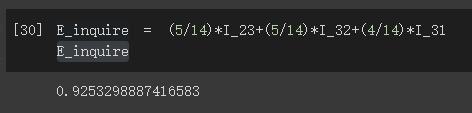 [30] E_inquire = (5/14)*I_23+(5/14)*I_32+(4/14)*I_31
E_inquire
0.9253298887416583